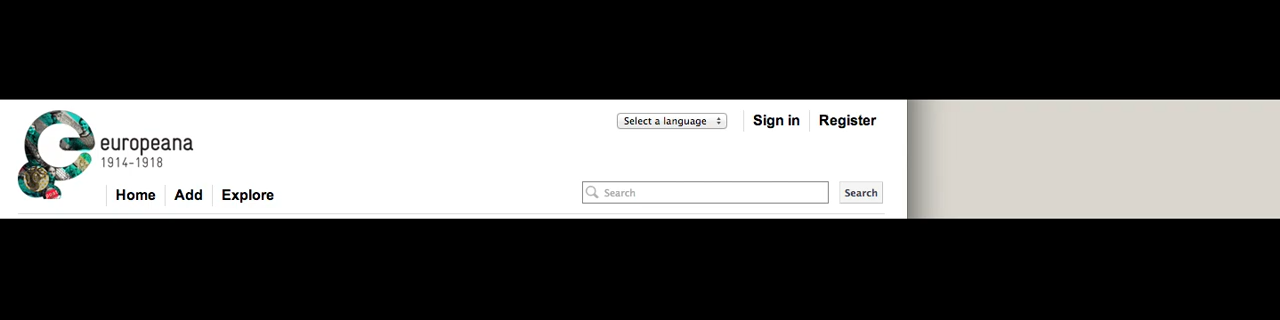 europeana
1914-1918
Select a language
Sign in
Register
Home
Add
Explore
Search
Search